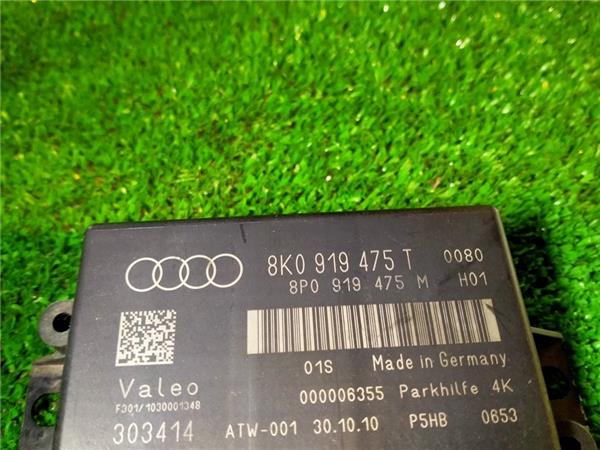 8K0 919 475 T 0080
8P0 919 475 M H01
01S Made in Germany
Valeo 000006355 Parkhilfe 4K
F301/1030001348
303414 ATW-001 30.10.10 P5HB 0653